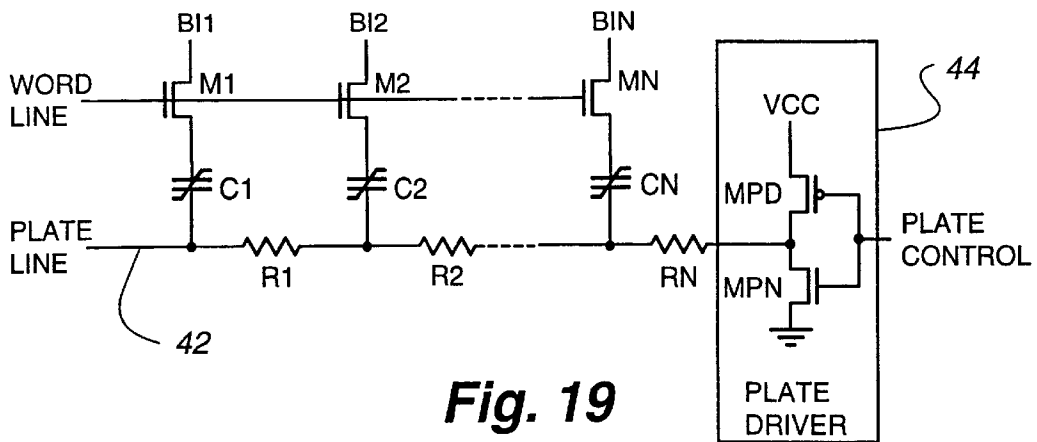 BI1 BI2 BIN
44
WORD
LINE
M1 M2 MN
VCC
C1 C2 CN
MPD
PLATE
LINE
PLATE
CONTROL
R1 R2 RN
MPN
42
Fig. 19
PLATE
DRIVER